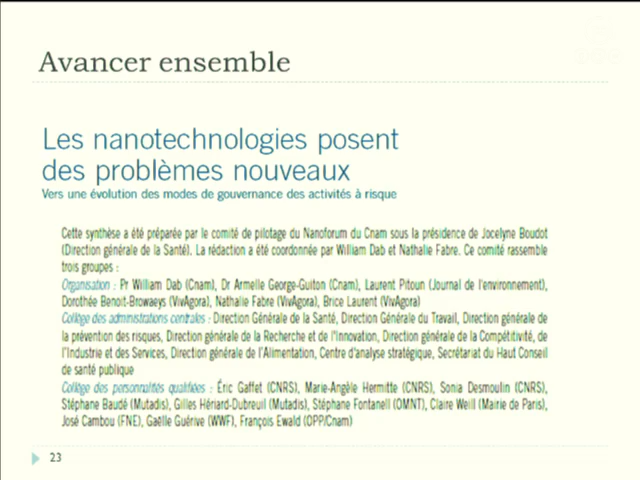 Avancer ensemble
Les nanotechnologies posent
des problèmes nouveaux
Vers une évolution des modes de gouvernance des activités à risque
Cette synthèse a été préparée par le comité de pilotage du Nanoforum du Cnam sous la présidence de Jocelyne Boudot
(Direction générale de la Santé). La rédaction a été coordonnée par William Dab et Nathalie Fabre. Ce comité rassemble
trois groupes :
Organisation : Pr William Dab (Cnam), Dr Armelle George-Guiton (Cnam), Laurent Pitoun (Journal de l'environnement),
Dorothée Benoit-Browaeys (VivAgora), Nathalie Fabre (VivAgora), Brice Laurent (VivAgora)
Collège des administrations centrales : Direction Générale de la Santé, Direction Générale du Travail, Direction générale de
la prévention des risques, Direction générale de la Recherche et de l'Innovation, Direction générale de la Compétitivité, de
l'Industrie et des Services, Direction générale de l'Alimentation, Centre d'analyse stratégique, Secrétariat du Haut Conseil
de santé publique
Collège des personnalités qualifiées : Éric Gaffet (CNRS), Marie-Angèle Hermitte (CNRS), Sonia Desmoulin (CNRS),
Stéphane Baudé (Mutadis), Gilles Hériard-Dubreuil (Mutadis), Stéphane Fontanell (OMNT), Claire Weill (Mairie de Paris),
José Cambou (FNE), Gaëlle Guérive (WWF), François Ewald (OPP/Cnam)
23